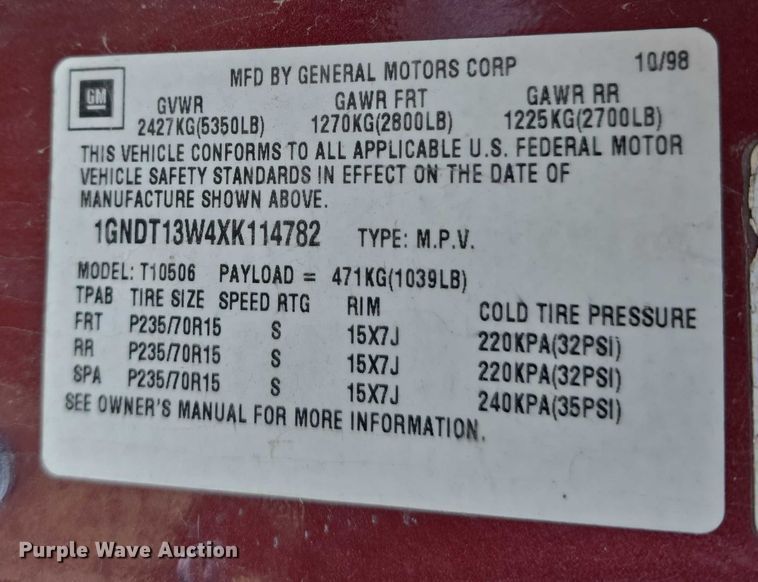 GM
MFD BY GENERAL MOTORS CORP 10/98
GVWR GAWR FRT GAWR RR
2427KG(5350LB) 1270KG(2800LB) 1225KG(2700LB)
THIS VEHICLE CONFORMS TO ALL APPLICABLE U.S. FEDERAL MOTOR
VEHICLE SAFETY STANDARDS IN EFFECT ON THE DATE OF
MANUFACTURE SHOWN ABOVE.
1GNDT13W4XK114782 TYPE: M.P.V.
MODEL: T10506 PAYLOAD = 471KG(1039LB)
TPAB TIRE SIZE SPEED RTG RIM COLD TIRE PRESSURE
FRT P235/70R15 S 15X7J 220KPA(32PSI)
RR P235/70R15 S 15X7J 220KPA(32PSI)
SPA P235/70R15 S 15X7J 240KPA(35PSI)
SEE OWNER'S MANUAL FOR MORE INFORMATION.
Purple Wave Auction